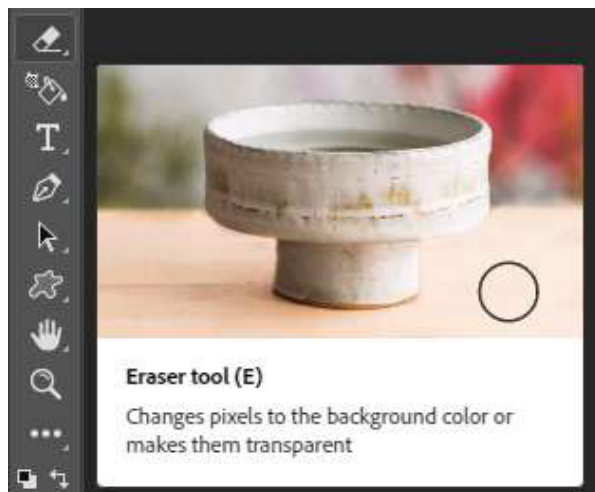 T
Eraser tool (E)
Changes pixels to the background color or
makes them transparent